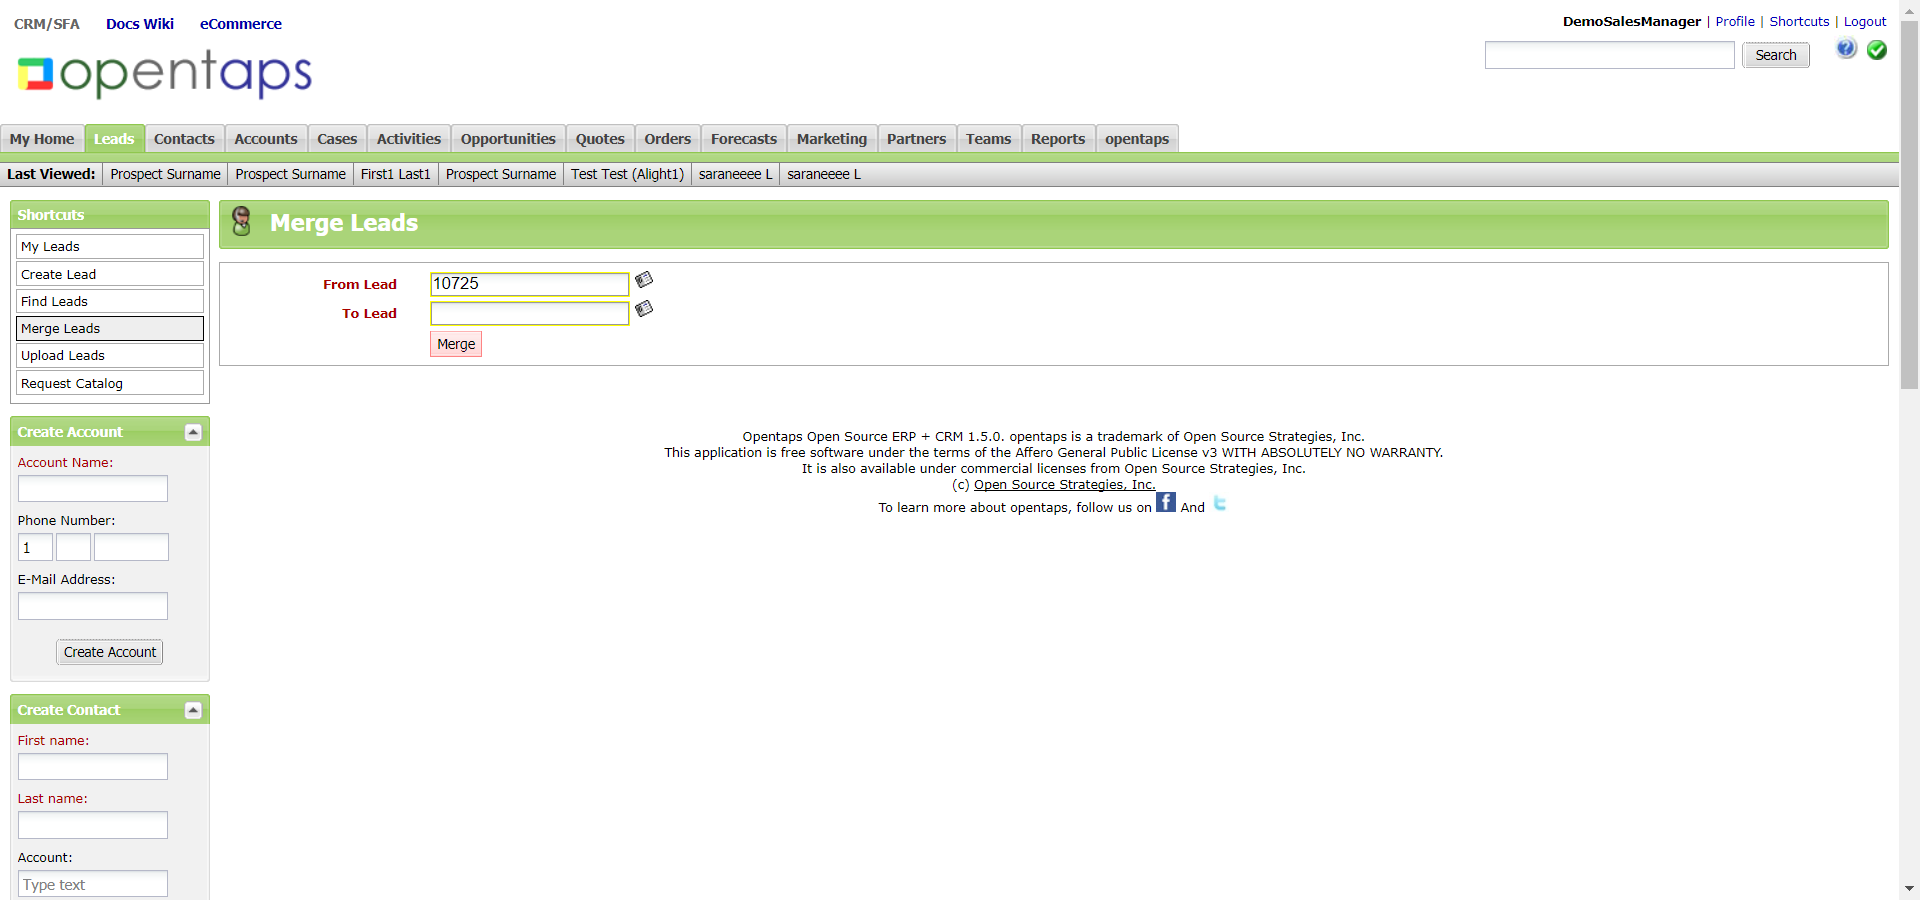 CRM/SFA Docs Wiki eCommerce
DemoSalesManager | Profile | Shortcuts | Logout
Search
opentaps
My Home Leads Contacts Accounts Cases Activities Opportunities Quotes Orders Forecasts Marketing Partners Teams Reports opentaps
Last Viewed: Prospect Surname Prospect Surname First1 Last1 Prospect Surname Test Test (Alight1) saraneeee L saraneeee L
Shortcuts
My Leads
Create Lead
Find Leads
Merge Leads
Upload Leads
Request Catalog
Merge Leads
From Lead 10725
To Lead
Merge
Create Account
Account Name:
Phone Number:
1
E-Mail Address:
Create Account
Create Contact
First name:
Last name:
Account:
Type text
Opentaps Open Source ERP + CRM 1.5.0. opentaps is a trademark of Open Source Strategies, Inc.
This application is free software under the terms of the Affero General Public License v3 WITH ABSOLUTELY NO WARRANTY.
It is also available under commercial licenses from Open Source Strategies, Inc.
(c) Open Source Strategies, Inc.
To learn more about opentaps, follow us on f And t